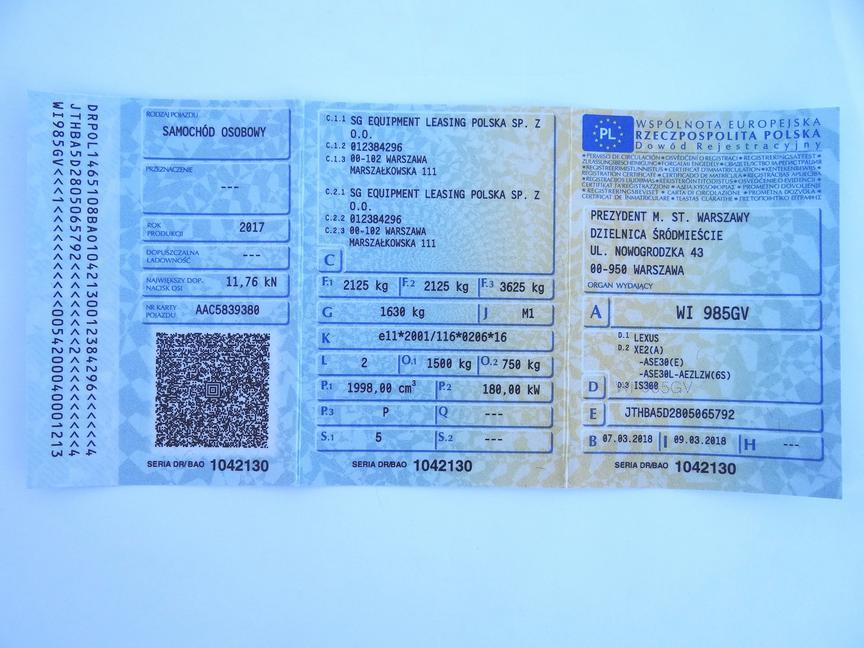 DRPOL14651088BA01042130012384296<<<<<<4
JTHBA5D2805065792<<<<<<<2<<<<<<<<<<<<<4
WI985GV<<<<1<<<<<<<<<<<0054200040001213
RODZAJ POJAZDU
SAMOCHÓD OSOBOWY
PRZEZNACZENIE
---
ROK PRODUKCJI 2017
DOPUSZCZALNA ŁADOWNOŚĆ ---
NAJWIĘKSZY DOP. NACISK OSI 11,76 kN
NR KARTY POJAZDU AAC5839380
SERIA DR/BAO 1042130
C.1.1 SG EQUIPMENT LEASING POLSKA SP. Z
O.O.
C.1.2 012384296
C.1.3 00-102 WARSZAWA
MARSZAŁKOWSKA 111
C.2.1 SG EQUIPMENT LEASING POLSKA SP. Z
O.O.
C.2.2 012384296
C.2.3 00-102 WARSZAWA
MARSZAŁKOWSKA 111
C
F.1 2125 kg F.2 2125 kg F.3 3625 kg
G 1630 kg J M1
K e11*2001/116*0206*16
L 2 O.1 1500 kg O.2 750 kg
P.1 1998,00 cm³ P.2 180,00 kW
P.3 P Q ---
S.1 5 S.2 ---
SERIA DR/BAO 1042130
PL
WSPÓLNOTA EUROPEJSKA
RZECZPOSPOLITA POLSKA
Dowód Rejestracyjny
PREZYDENT M. ST. WARSZAWY
DZIELNICA ŚRÓDMIEŚCIE
UL. NOWOGRODZKA 43
00-950 WARSZAWA
ORGAN WYDAJĄCY
A WI 985GV
D.1 LEXUS
D.2 XE2(A)
-ASE30(E)
-ASE30L-AEZLZW(6S)
D D.3 IS300
E JTHBA5D2805065792
B 07.03.2018 I 09.03.2018 H ---
SERIA DR/BAO 1042130